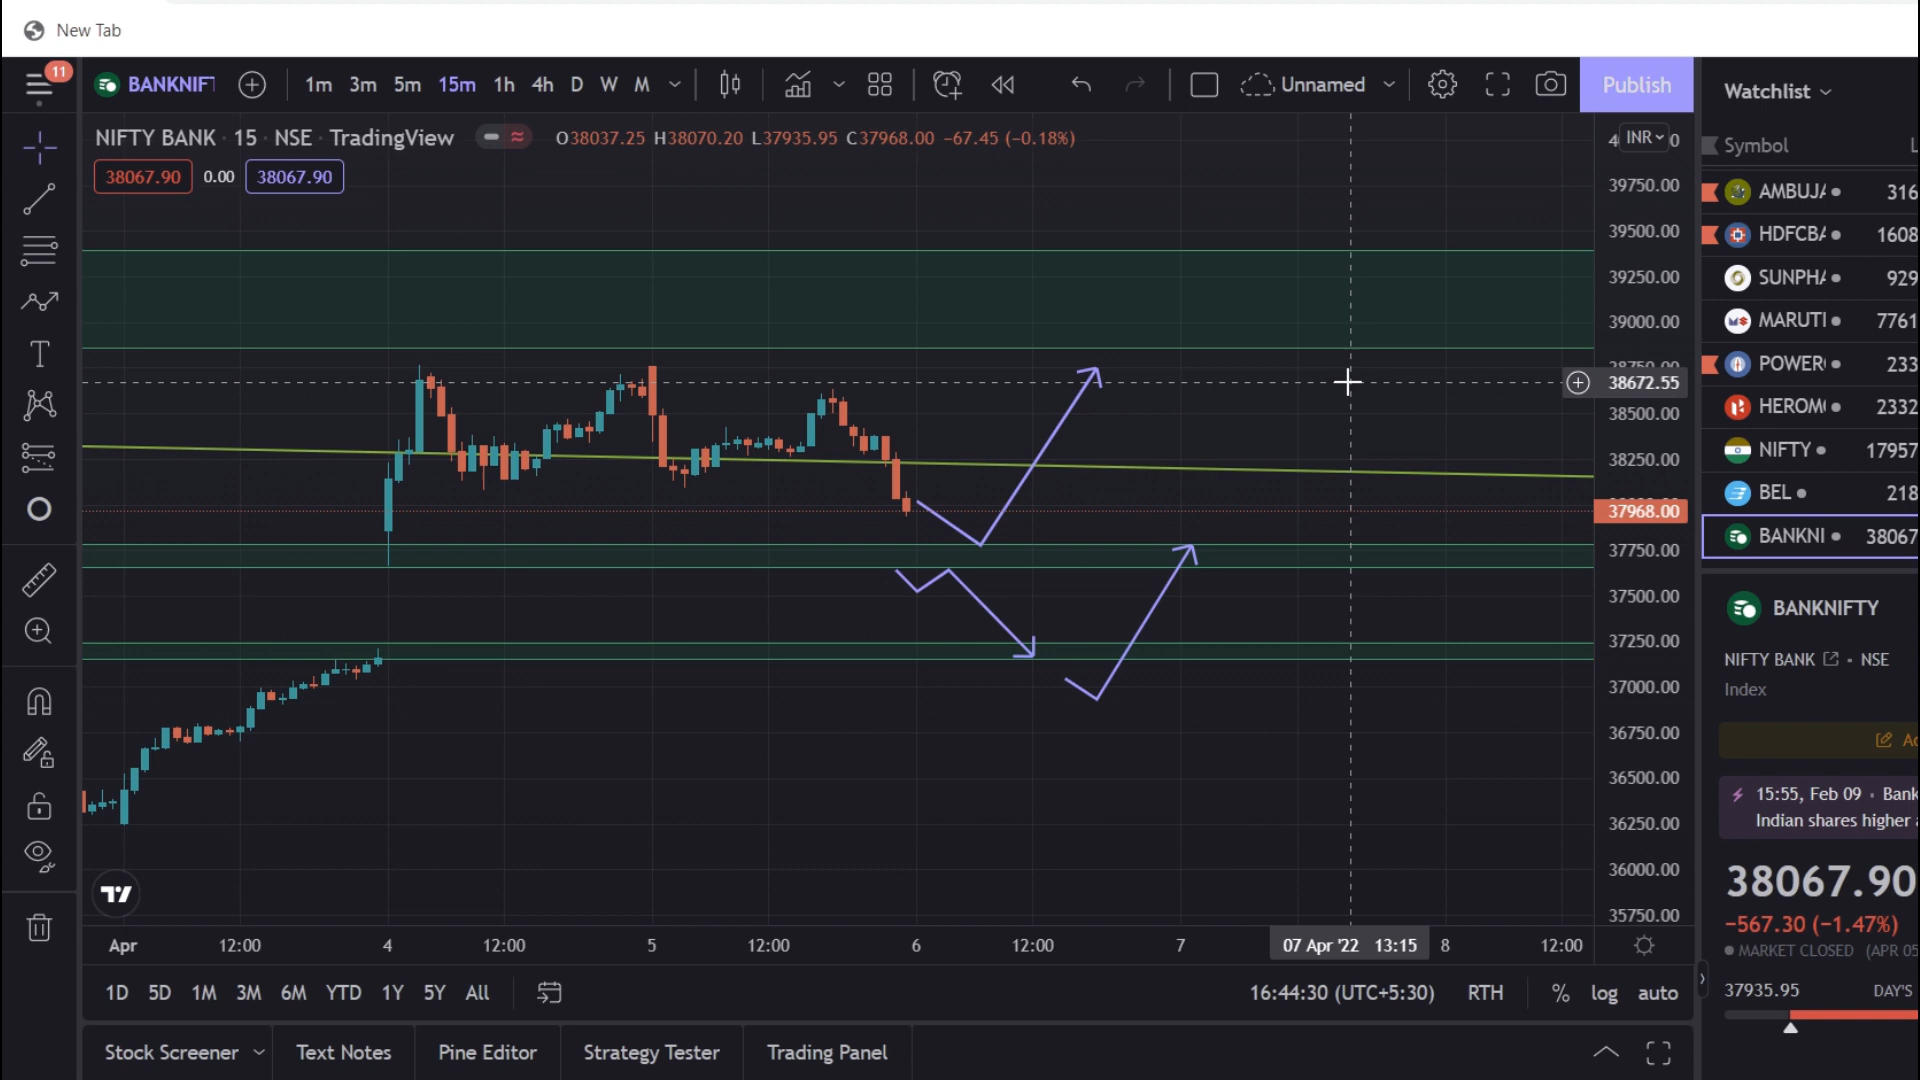 New Tab
11
BANKNIFT
1m 3m 5m 15m 1h 4h D W M
Unnamed
Publish
Watchlist
NIFTY BANK · 15 · NSE · TradingView
O38037.25 H38070.20 L37935.95 C37968.00 −67.45 (−0.18%)
38067.90 0.00 38067.90
INR
39750.00
39500.00
39250.00
39000.00
38672.55
38500.00
38250.00
37968.00
37750.00
37500.00
37250.00
37000.00
36750.00
36500.00
36250.00
36000.00
35750.00
Symbol L
AMBUJA 316
HDFCBA 1608
SUNPHA 929
MARUTI 7761
POWER 233
HEROM 2332
NIFTY 17957
BEL 218
BANKNI 38067
BANKNIFTY
NIFTY BANK • NSE
Index
15:55, Feb 09 · Bank
Indian shares higher a
38067.90
−567.30 (−1.47%)
MARKET CLOSED (APR 05
37935.95 DAY'S
Apr 12:00 4 12:00 5 12:00 6 12:00 7 07 Apr '22 13:15 8 12:00
1D 5D 1M 3M 6M YTD 1Y 5Y All
16:44:30 (UTC+5:30) RTH % log auto
Stock Screener Text Notes Pine Editor Strategy Tester Trading Panel